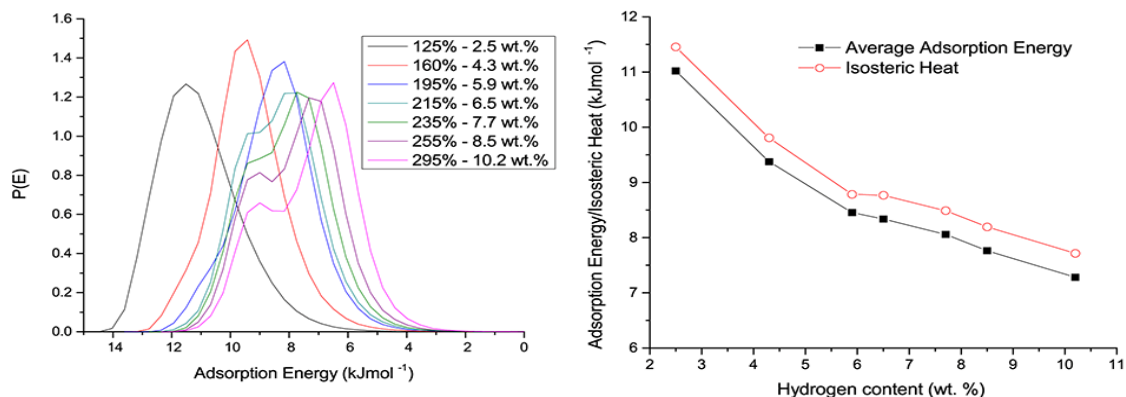 1.6
1.4
1.2
1.0
0.8
0.6
0.4
0.2
0.0
P(E)
14 12 10 8 6 4 2 0
Adsorption Energy (kJmol -1)
125% - 2.5 wt.%
160% - 4.3 wt.%
195% - 5.9 wt.%
215% - 6.5 wt.%
235% - 7.7 wt.%
255% - 8.5 wt.%
295% - 10.2 wt.%
12
11
10
9
8
7
6
Adsorption Energy/Isosteric Heat (kJmol -1)
Average Adsorption Energy
Isosteric Heat
2 3 4 5 6 7 8 9 10 11
Hydrogen content (wt. %)